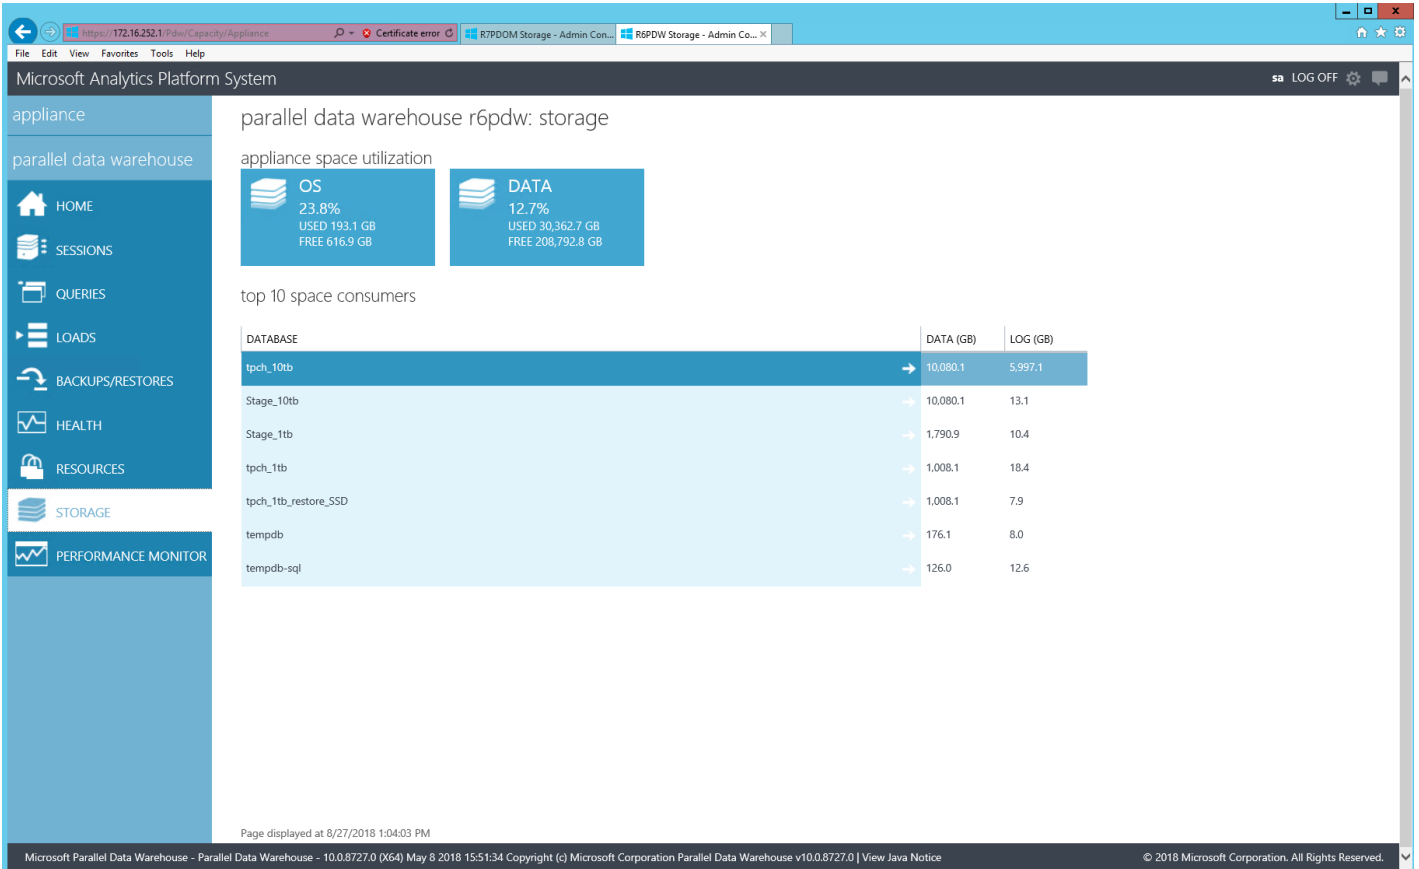 https://172.16.252.1/Pdw/Capacity/Appliance
Certificate error
R7PDOM Storage - Admin Con...
R6PDW Storage - Admin Co...
File Edit View Favorites Tools Help
Microsoft Analytics Platform System
sa LOG OFF
appliance
parallel data warehouse
HOME
SESSIONS
QUERIES
LOADS
BACKUPS/RESTORES
HEALTH
RESOURCES
STORAGE
PERFORMANCE MONITOR
parallel data warehouse r6pdw: storage
appliance space utilization
OS
23.8%
USED 193.1 GB
FREE 616.9 GB
DATA
12.7%
USED 30,362.7 GB
FREE 208,792.8 GB
top 10 space consumers
DATABASE DATA (GB) LOG (GB)
tpch_10tb 10,080.1 5,997.1
Stage_10tb 10,080.1 13.1
Stage_1tb 1,790.9 10.4
tpch_1tb 1,008.1 18.4
tpch_1tb_restore_SSD 1,008.1 7.9
tempdb 176.1 8.0
tempdb-sql 126.0 12.6
Page displayed at 8/27/2018 1:04:03 PM
Microsoft Parallel Data Warehouse - Parallel Data Warehouse - 10.0.8727.0 (X64) May 8 2018 15:51:34 Copyright (c) Microsoft Corporation Parallel Data Warehouse v10.0.8727.0 | View Java Notice
© 2018 Microsoft Corporation. All Rights Reserved.